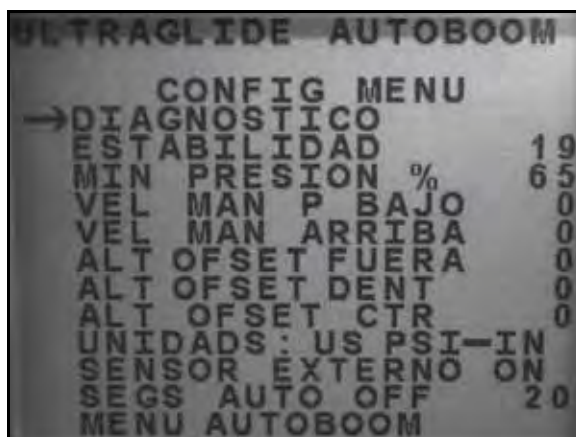 ULTRAGLIDE AUTOBOOM
CONFIG MENU
→DIAGNOSTICO
ESTABILIDAD 19
MIN PRESION % 65
VEL MAN P BAJO 0
VEL MAN ARRIBA 0
ALT OFSET FUERA 0
ALT OFSET DENT 0
ALT OFSET CTR 0
UNIDADS: US PSI-IN
SENSOR EXTERNO ON
SEGS AUTO OFF 20
MENU AUTOBOOM